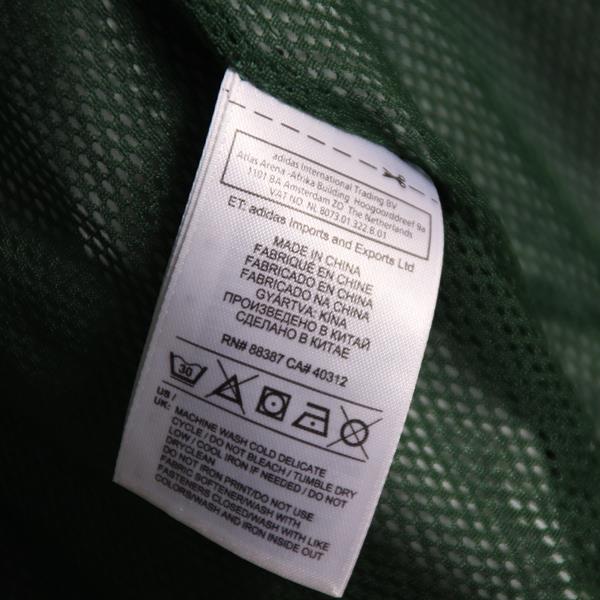 adidas International Trading BV
Atlas Arena -Afrika Building Hoogoorddreef 9a
1101 BA Amsterdam ZO The Netherlands
VAT NO. NL 8073.01.322.B.01
ET: adidas Imports and Exports Ltd
MADE IN CHINA
FABRIQUÉ EN CHINE
FABRICADO EN CHINA
FABRICADO NA CHINA
GYÁRTVA: KÍNA
ПРОИЗВЕДЕНО В КИТАЙ
СДЕЛАНО В КИТАЕ
RN# 88387 CA# 40312
30
US /
UK: MACHINE WASH COLD DELICATE
CYCLE / DO NOT BLEACH / TUMBLE DRY
LOW / COOL IRON IF NEEDED / DO NOT
DRYCLEAN
DO NOT IRON PRINT/DO NOT USE
FABRIC SOFTENER/WASH WITH
FASTENERS CLOSED/WASH WITH LIKE
COLORS/WASH AND IRON INSIDE OUT